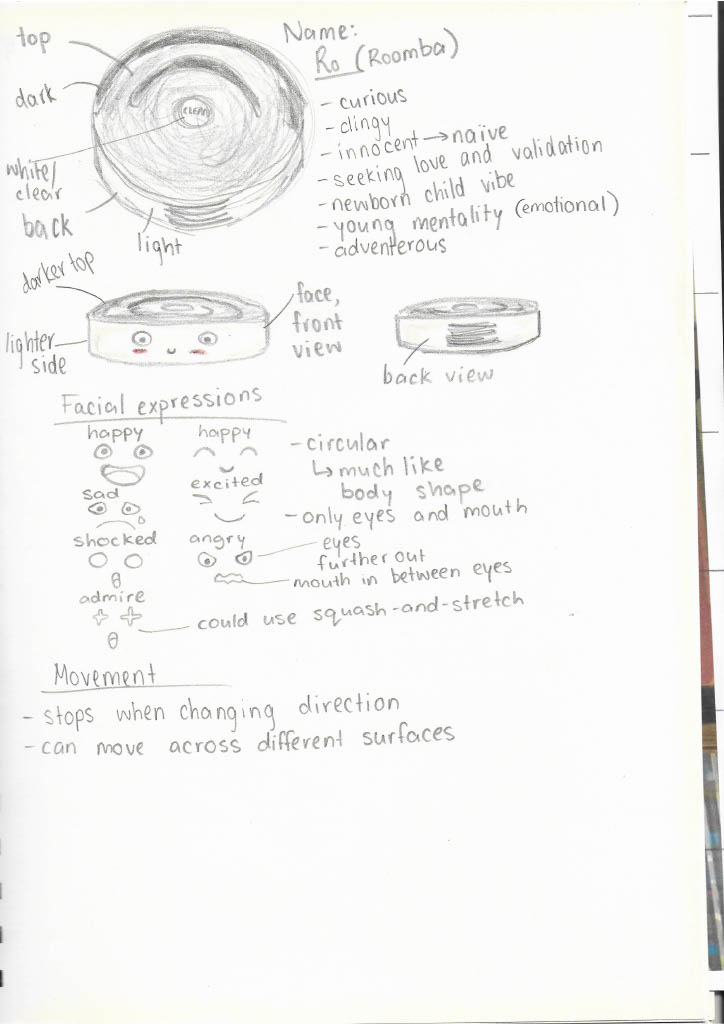 top
Name:
Ro (Roomba)
dark
CLEAN
white/
clear
back
light
- curious
- clingy
- innocent → naïve
- seeking love and validation
- newborn child vibe
- young mentality (emotional)
- adventerous
darker top
lighter
side
face,
front
view
back view
Facial expressions
happy
happy
- circular
↳ much like
body shape
sad
excited
- only eyes and mouth
shocked
angry
eyes
further out
mouth in between eyes
admire
could use squash-and-stretch
Movement
- stops when changing direction
- can move across different surfaces